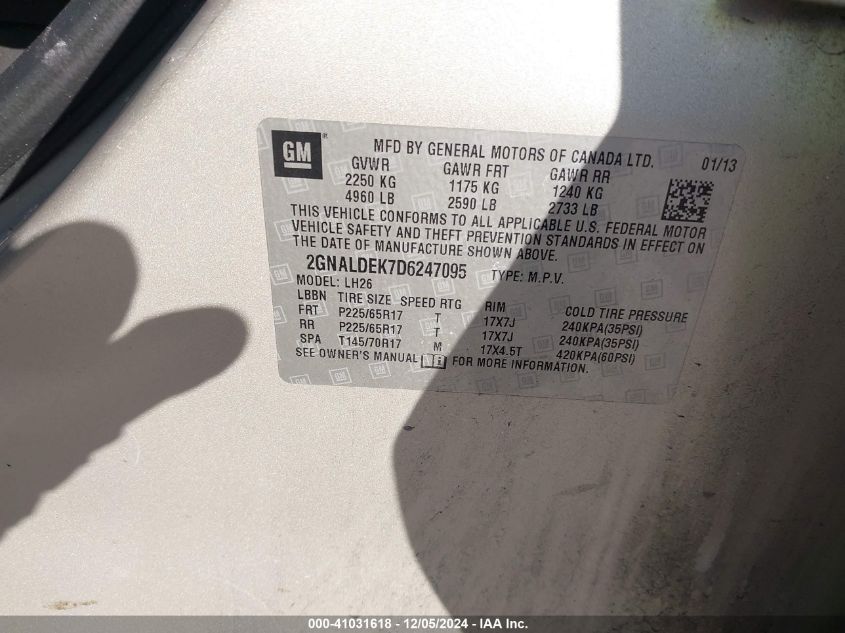 GM
MFD BY GENERAL MOTORS OF CANADA LTD. 01/13
GVWR GAWR FRT GAWR RR
2250 KG 1175 KG 1240 KG
4960 LB 2590 LB 2733 LB
THIS VEHICLE CONFORMS TO ALL APPLICABLE U.S. FEDERAL MOTOR
VEHICLE SAFETY AND THEFT PREVENTION STANDARDS IN EFFECT ON
THE DATE OF MANUFACTURE SHOWN ABOVE.
2GNALDEK7D6247095 TYPE: M.P.V.
MODEL: LH26
LBBN TIRE SIZE SPEED RTG RIM COLD TIRE PRESSURE
FRT P225/65R17 T 17X7J 240KPA(35PSI)
RR P225/65R17 T 17X7J 240KPA(35PSI)
SPA T145/70R17 M 17X4.5T 420KPA(60PSI)
SEE OWNER'S MANUAL FOR MORE INFORMATION.
000-41031618 - 12/05/2024 - IAA Inc.